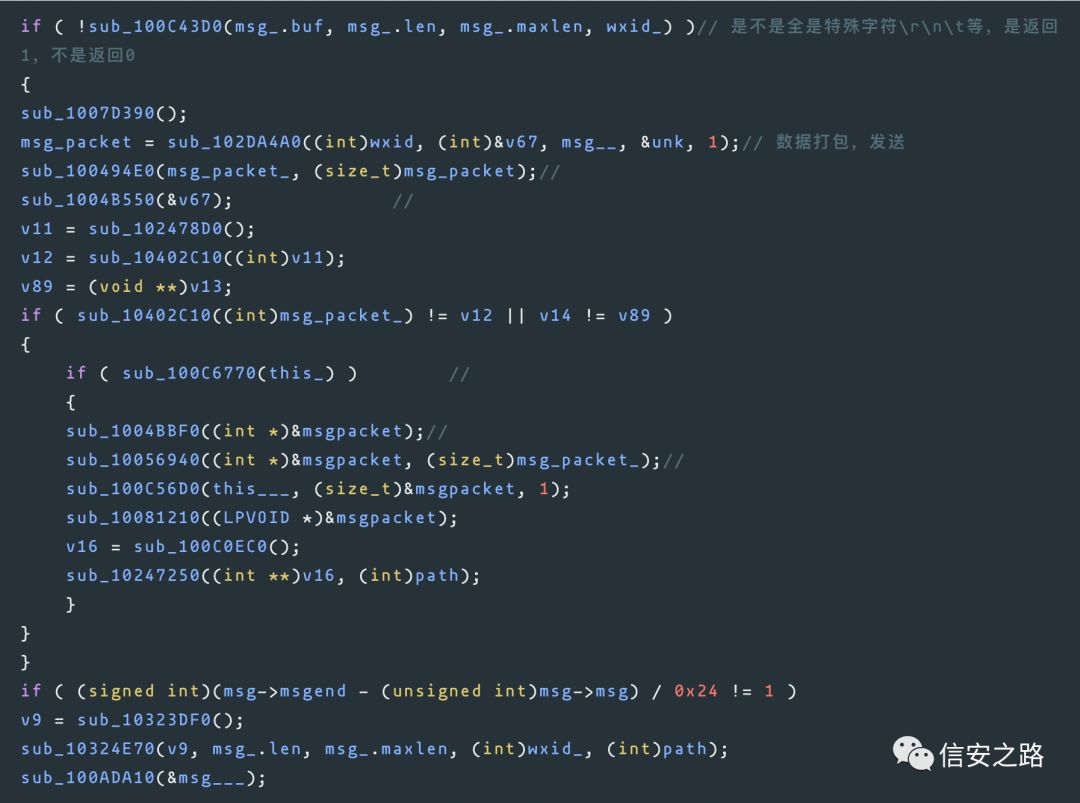 if ( !sub_100C43D0(msg_.buf, msg_.len, msg_.maxlen, wxid_) )// 是不是全是特殊字符\r\n\t等，是返回
1，不是返回0
{
sub_1007D390();
msg_packet = sub_102DA4A0((int)wxid, (int)&v67, msg__, &unk, 1);// 数据打包，发送
sub_100494E0(msg_packet_, (size_t)msg_packet);//
sub_1004B550(&v67);                   //
v11 = sub_102478D0();
v12 = sub_10402C10((int)v11);
v89 = (void **)v13;
if ( sub_10402C10((int)msg_packet_) != v12 || v14 != v89 )
{
    if ( sub_100C6770(this_) )        //
    {
    sub_1004BBF0((int *)&msgpacket);//
    sub_10056940((int *)&msgpacket, (size_t)msg_packet_);//
    sub_100C56D0(this___, (size_t)&msgpacket, 1);
    sub_10081210((LPVOID *)&msgpacket);
    v16 = sub_100C0EC0();
    sub_10247250((int **)v16, (int)path);
    }
}
}
if ( (signed int)(msg->msgend - (unsigned int)msg->msg) / 0x24 != 1 )
v9 = sub_10323DF0();
sub_10324E70(v9, msg_.len, msg_.maxlen, (int)wxid_, (int)path);
sub_100ADA10(&msg___);
信安之路